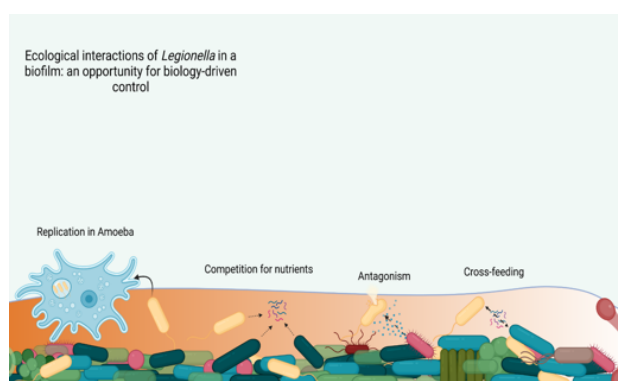 Ecological interactions of Legionella in a
biofilm: an opportunity for biology-driven
control
Replication in Amoeba
Competition for nutrients
Antagonism
Cross-feeding